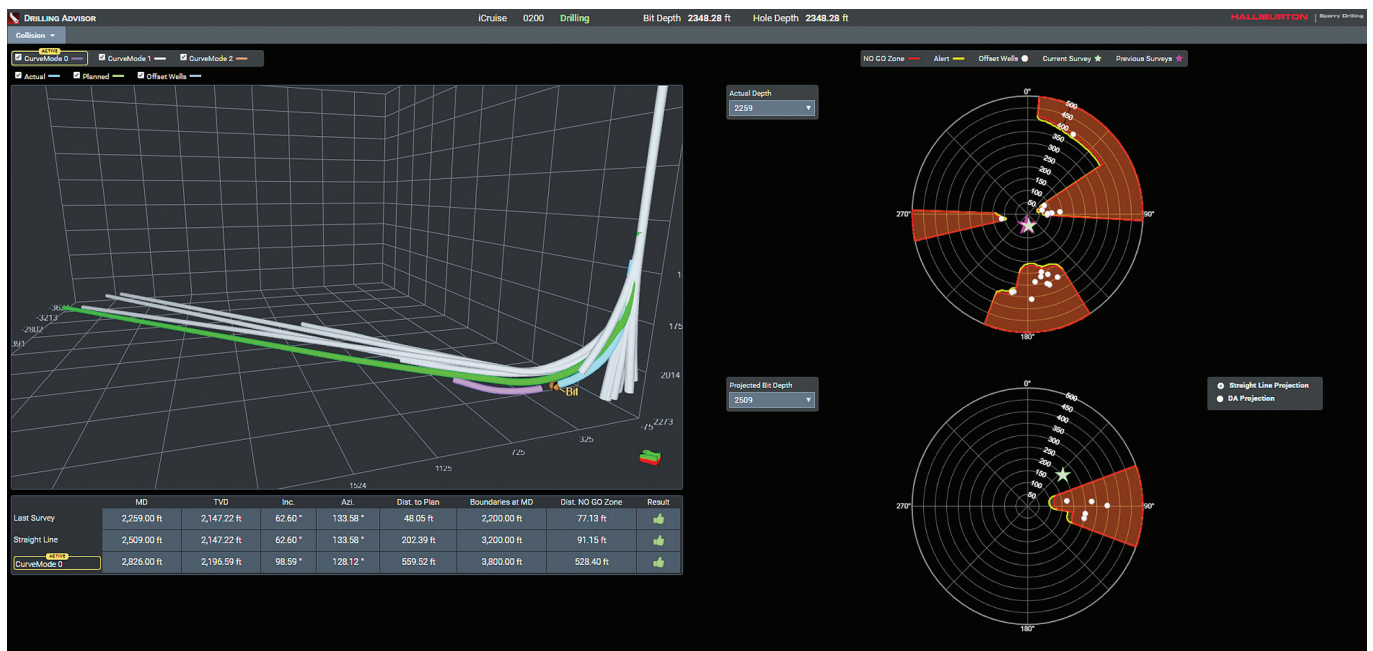 DRILLING ADVISOR iCruise 0200 Drilling Bit Depth 2348.28 ft Hole Depth 2348.28 ft HALLIBURTON | Sperry Drilling
Collision
ACTIVE
CurveMode 0 CurveMode 1 CurveMode 2
Actual Planned Offset Wells
NO GO Zone Alert Offset Wells Current Survey Previous Surveys
Actual Depth
2259
0°
500
450
400
350
300
250
200
150
100
50
270°
90°
180°
-3213
-2802
391
175
2014
2273
-75
325
725
1125
1524
Bit
Projected Bit Depth
2509
Straight Line Projection
DA Projection
0°
500
450
400
350
300
250
200
150
100
50
270°
90°
180°
MD TVD Inc. Azi. Dist. to Plan Boundaries at MD Dist. NO GO Zone Result
Last Survey 2,259.00 ft 2,147.22 ft 62.60 ° 133.58 ° 48.05 ft 2,200.00 ft 77.13 ft
Straight Line 2,509.00 ft 2,147.22 ft 62.60 ° 133.58 ° 202.39 ft 3,200.00 ft 91.15 ft
ACTIVE
CurveMode 0 2,826.00 ft 2,196.59 ft 98.59 ° 128.12 ° 559.52 ft 3,800.00 ft 528.40 ft